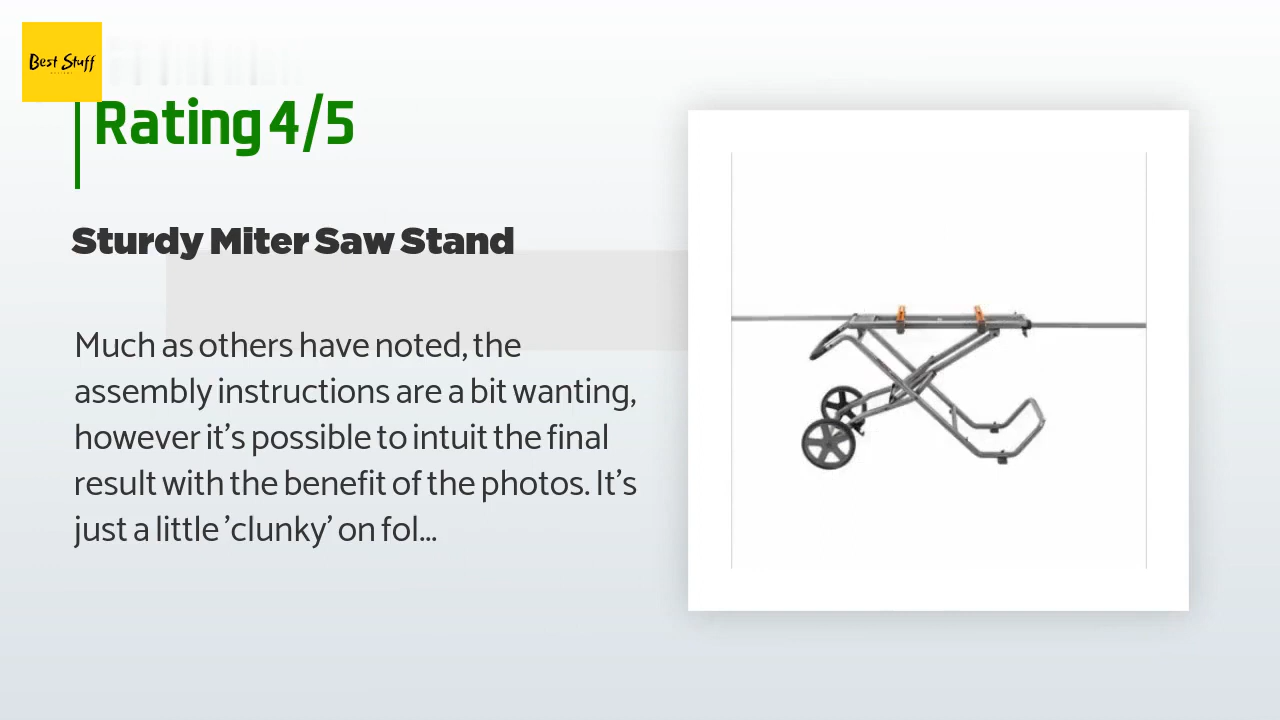 Best Stuff
Rating 4/5
Sturdy Miter Saw Stand
Much as others have noted, the
assembly instructions are a bit wanting,
however it's possible to intuit the final
result with the benefit of the photos. It's
just a little 'clunky' on fol...